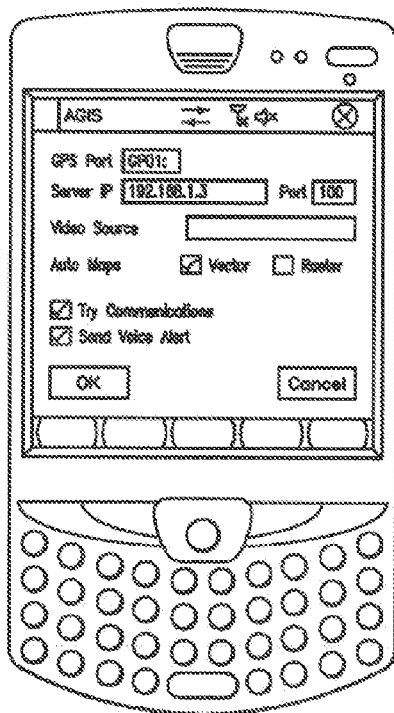 AGIS
GPS Port GPO1:
Server IP 192.168.1.3 Port 100
Video Source
Auto Maps Vector Raster
Try Communications
Send Voice Alert
OK Cancel